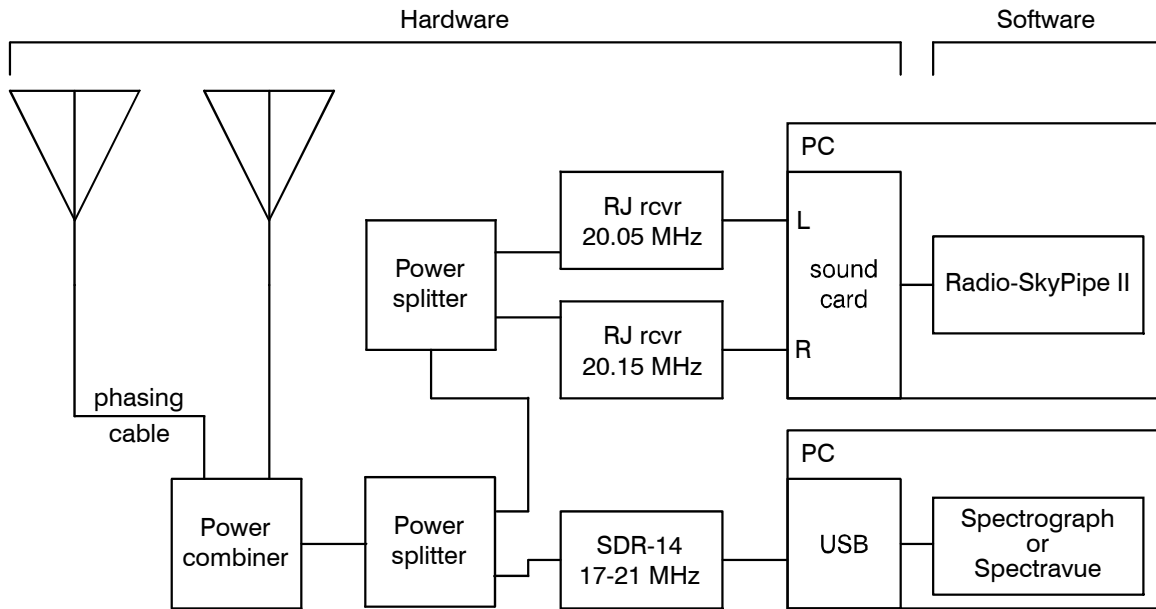 Hardware
Software
PC
RJ rcvr
20.05 MHz
L
Power
splitter
sound
card
Radio-SkyPipe II
RJ rcvr
20.15 MHz
R
phasing
cable
PC
Power
combiner
Power
splitter
SDR-14
17-21 MHz
USB
Spectrograph
or
Spectravue